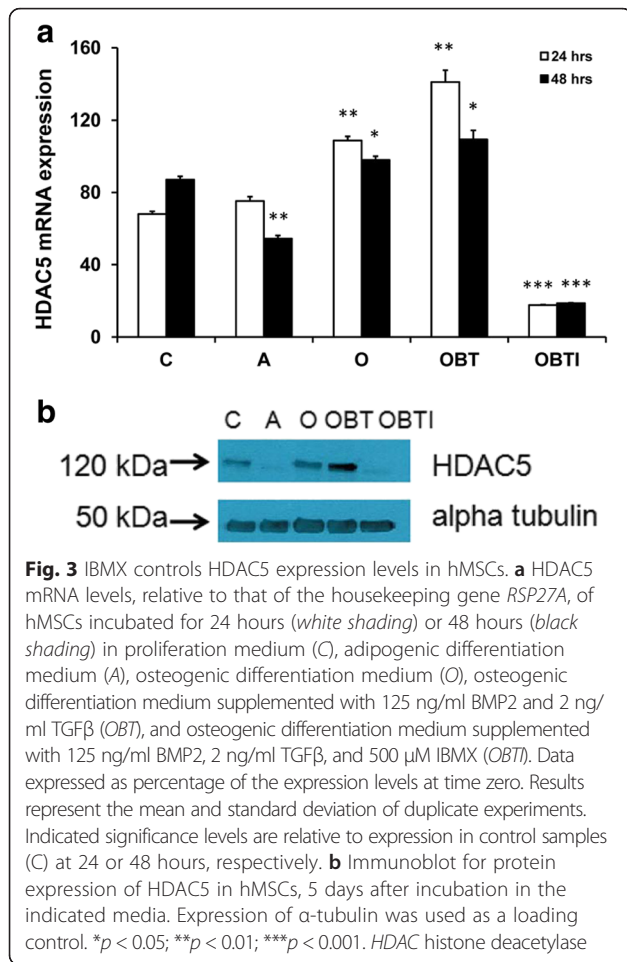 a
160
120
80
40
0
HDAC5 mRNA expression
24 hrs
48 hrs
**
**
*
**
*
*** ***
C A O OBT OBTI
b
C A O OBT OBTI
120 kDa
HDAC5
50 kDa
alpha tubulin
Fig. 3 IBMX controls HDAC5 expression levels in hMSCs. a HDAC5
mRNA levels, relative to that of the housekeeping gene RSP27A, of
hMSCs incubated for 24 hours (white shading) or 48 hours (black
shading) in proliferation medium (C), adipogenic differentiation
medium (A), osteogenic differentiation medium (O), osteogenic
differentiation medium supplemented with 125 ng/ml BMP2 and 2 ng/
ml TGFβ (OBT), and osteogenic differentiation medium supplemented
with 125 ng/ml BMP2, 2 ng/ml TGFβ, and 500 μM IBMX (OBTI). Data
expressed as percentage of the expression levels at time zero. Results
represent the mean and standard deviation of duplicate experiments.
Indicated significance levels are relative to expression in control samples
(C) at 24 or 48 hours, respectively. b Immunoblot for protein
expression of HDAC5 in hMSCs, 5 days after incubation in the
indicated media. Expression of α-tubulin was used as a loading
control. *p < 0.05; **p < 0.01; ***p < 0.001. HDAC histone deacetylase